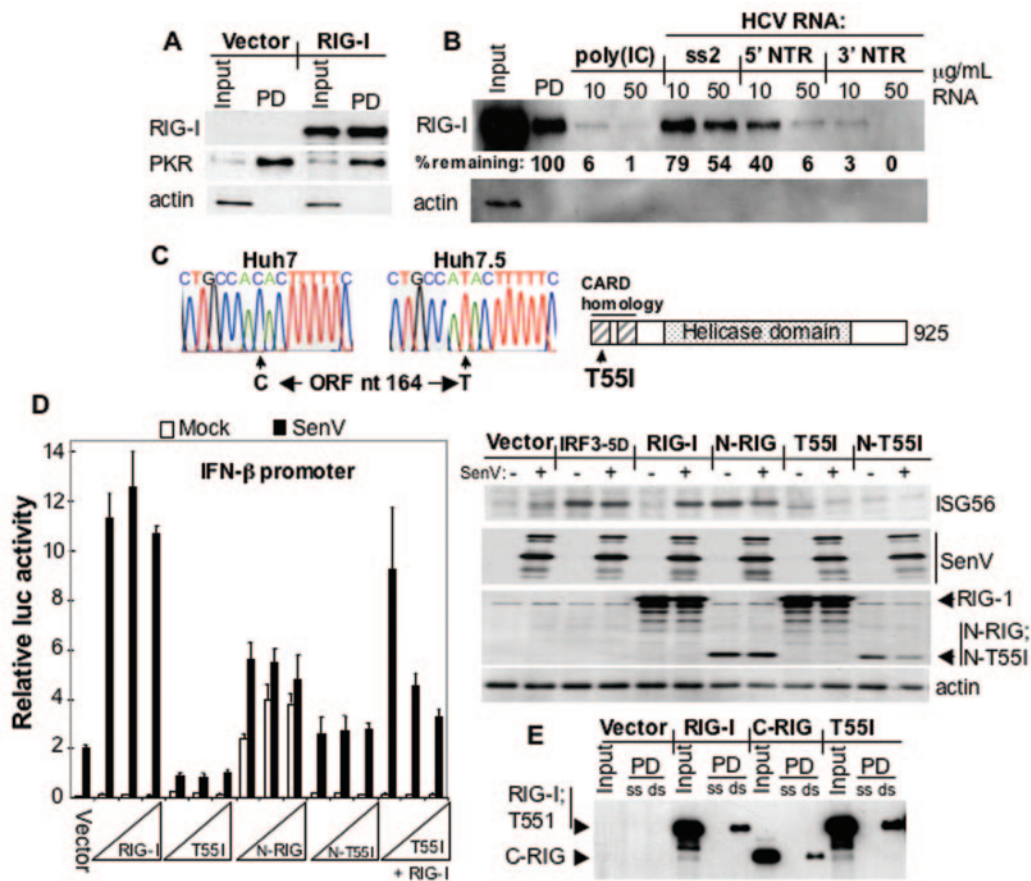 A
Vector RIG-I
Input PD Input PD
RIG-I
PKR
actin
B
HCV RNA:
poly(IC) ss2 5' NTR 3' NTR
Input PD 10 50 10 50 10 50 10 50 µg/mL RNA
RIG-I
%remaining: 100 6 1 79 54 40 6 3 0
actin
C
Huh7 Huh7.5
CTGCCACACTTTTTC CTGCCATACTTTTTC
C ORF nt 164 T
CARD
homology
Helicase domain 925
T55I
D
Mock SenV
IFN-β promoter
Relative luc activity
14
12
10
8
6
4
2
0
Vector RIG-I T55I N-RIG N-T55I T55I
+ RIG-I
Vector IRF3-5D RIG-I N-RIG T55I N-T55I
SenV: - + - + - + - + - + - +
ISG56
SenV
RIG-1
N-RIG;
N-T55I
actin
E
Vector RIG-I C-RIG T55I
Input PD Input PD Input PD Input PD
ss ds ss ds ss ds ss ds
RIG-I;
T551
C-RIG